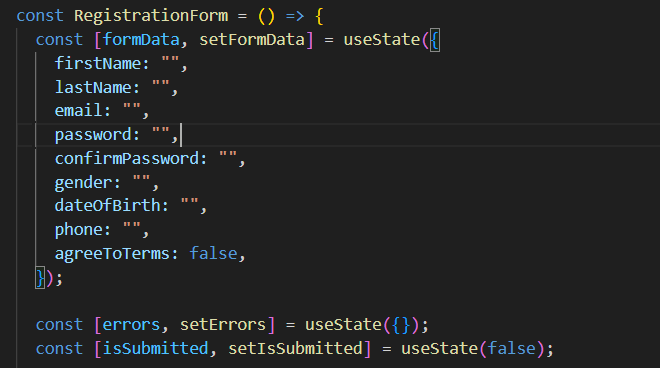 const RegistrationForm = () => {
const [formData, setFormData] = useState({
firstName: "",
lastName: "",
email: "",
password: "",
confirmPassword: "",
gender: "",
dateOfBirth: "",
phone: "",
agreeToTerms: false,
});
const [errors, setErrors] = useState({});
const [isSubmitted, setIsSubmitted] = useState(false);